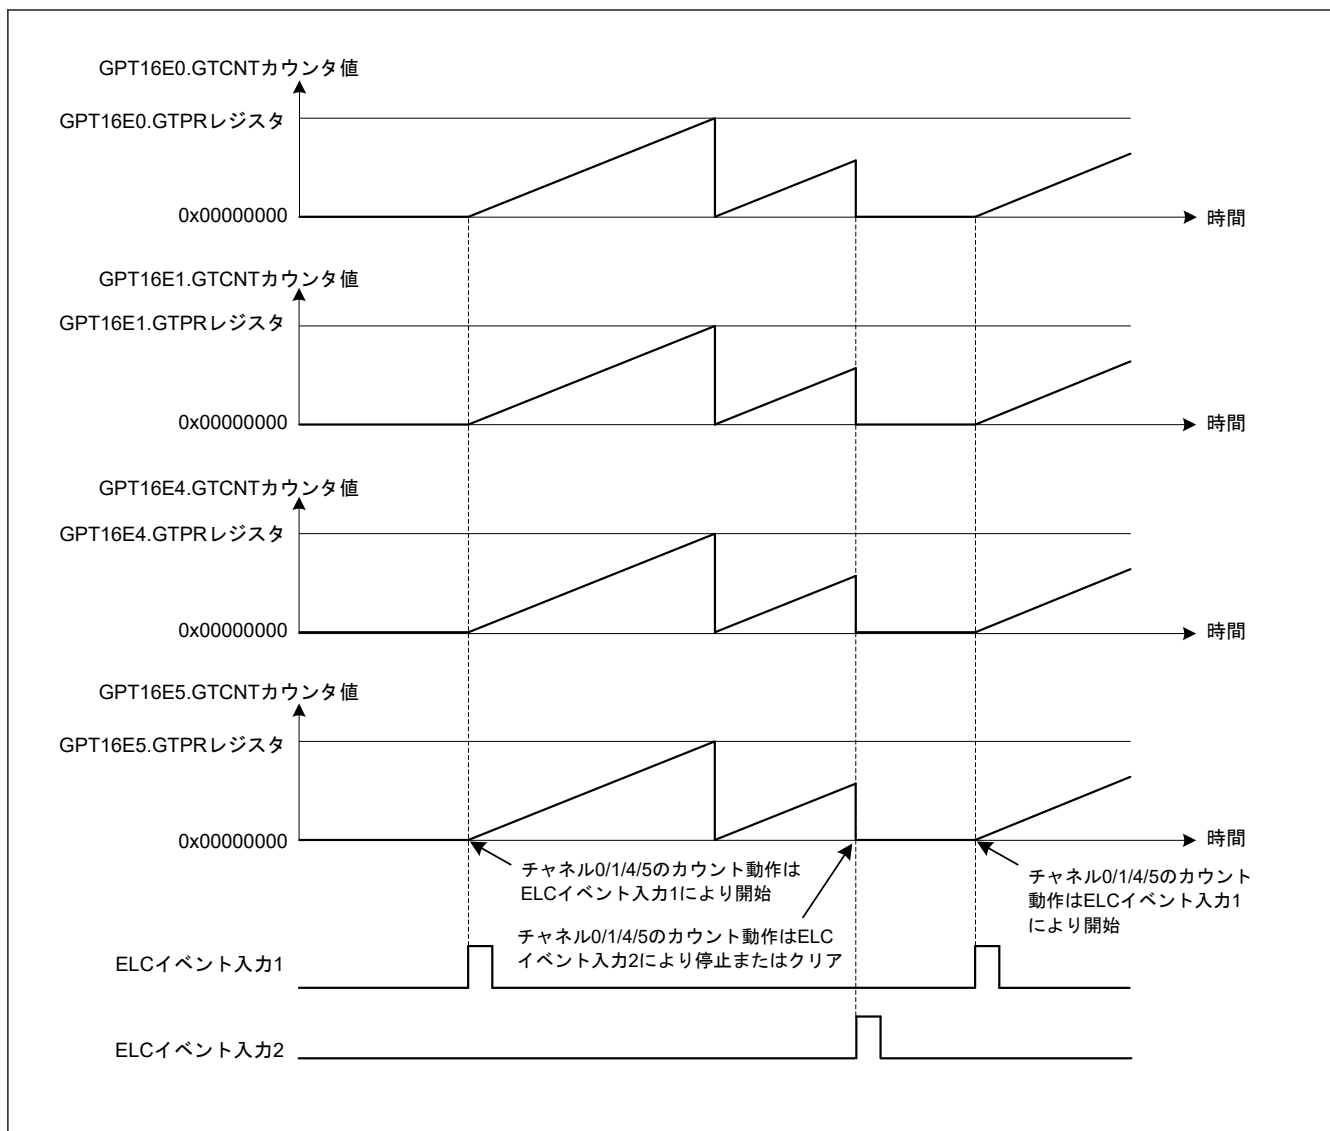 GPT16E0.GTCNTカウンタ値
GPT16E0.GTPRレジスタ
0x00000000
時間
GPT16E1.GTCNTカウンタ値
GPT16E1.GTPRレジスタ
0x00000000
時間
GPT16E4.GTCNTカウンタ値
GPT16E4.GTPRレジスタ
0x00000000
時間
GPT16E5.GTCNTカウンタ値
GPT16E5.GTPRレジスタ
0x00000000
時間
チャネル0/1/4/5のカウント動作は
ELCイベント入力1により開始
チャネル0/1/4/5のカウント
動作はELCイベント入力1
により開始
チャネル0/1/4/5のカウント動作はELC
イベント入力2により停止またはクリア
ELCイベント入力1
ELCイベント入力2